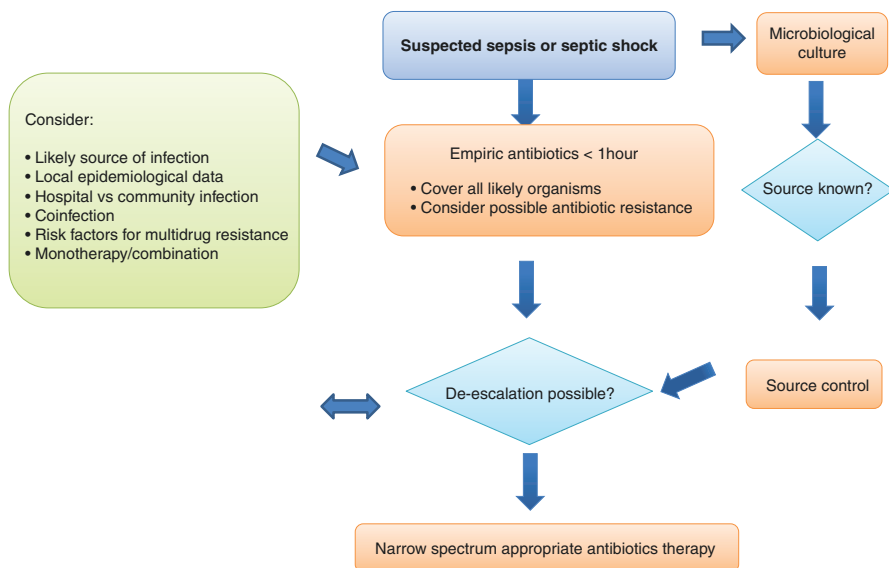 Suspected sepsis or septic shock
Microbiological
culture
Consider:
• Likely source of infection
• Local epidemiological data
• Hospital vs community infection
• Coinfection
• Risk factors for multidrug resistance
• Monotherapy/combination
Empiric antibiotics < 1hour
• Cover all likely organisms
• Consider possible antibiotic resistance
Source known?
De-escalation possible?
Source control
Narrow spectrum appropriate antibiotics therapy